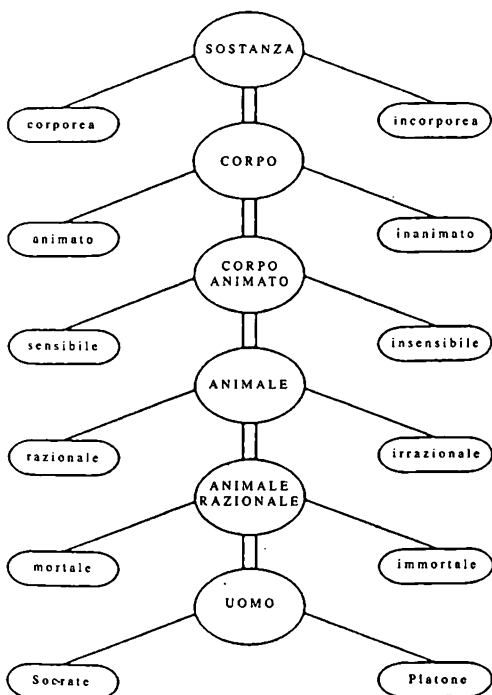 SOSTANZA
corporea
incorporea
CORPO
animato
inanimato
CORPO
ANIMATO
sensibile
insensibile
ANIMALE
razionale
irrazionale
ANIMALE
RAZIONALE
mortale
immortale
UOMO
Socrate
Platone